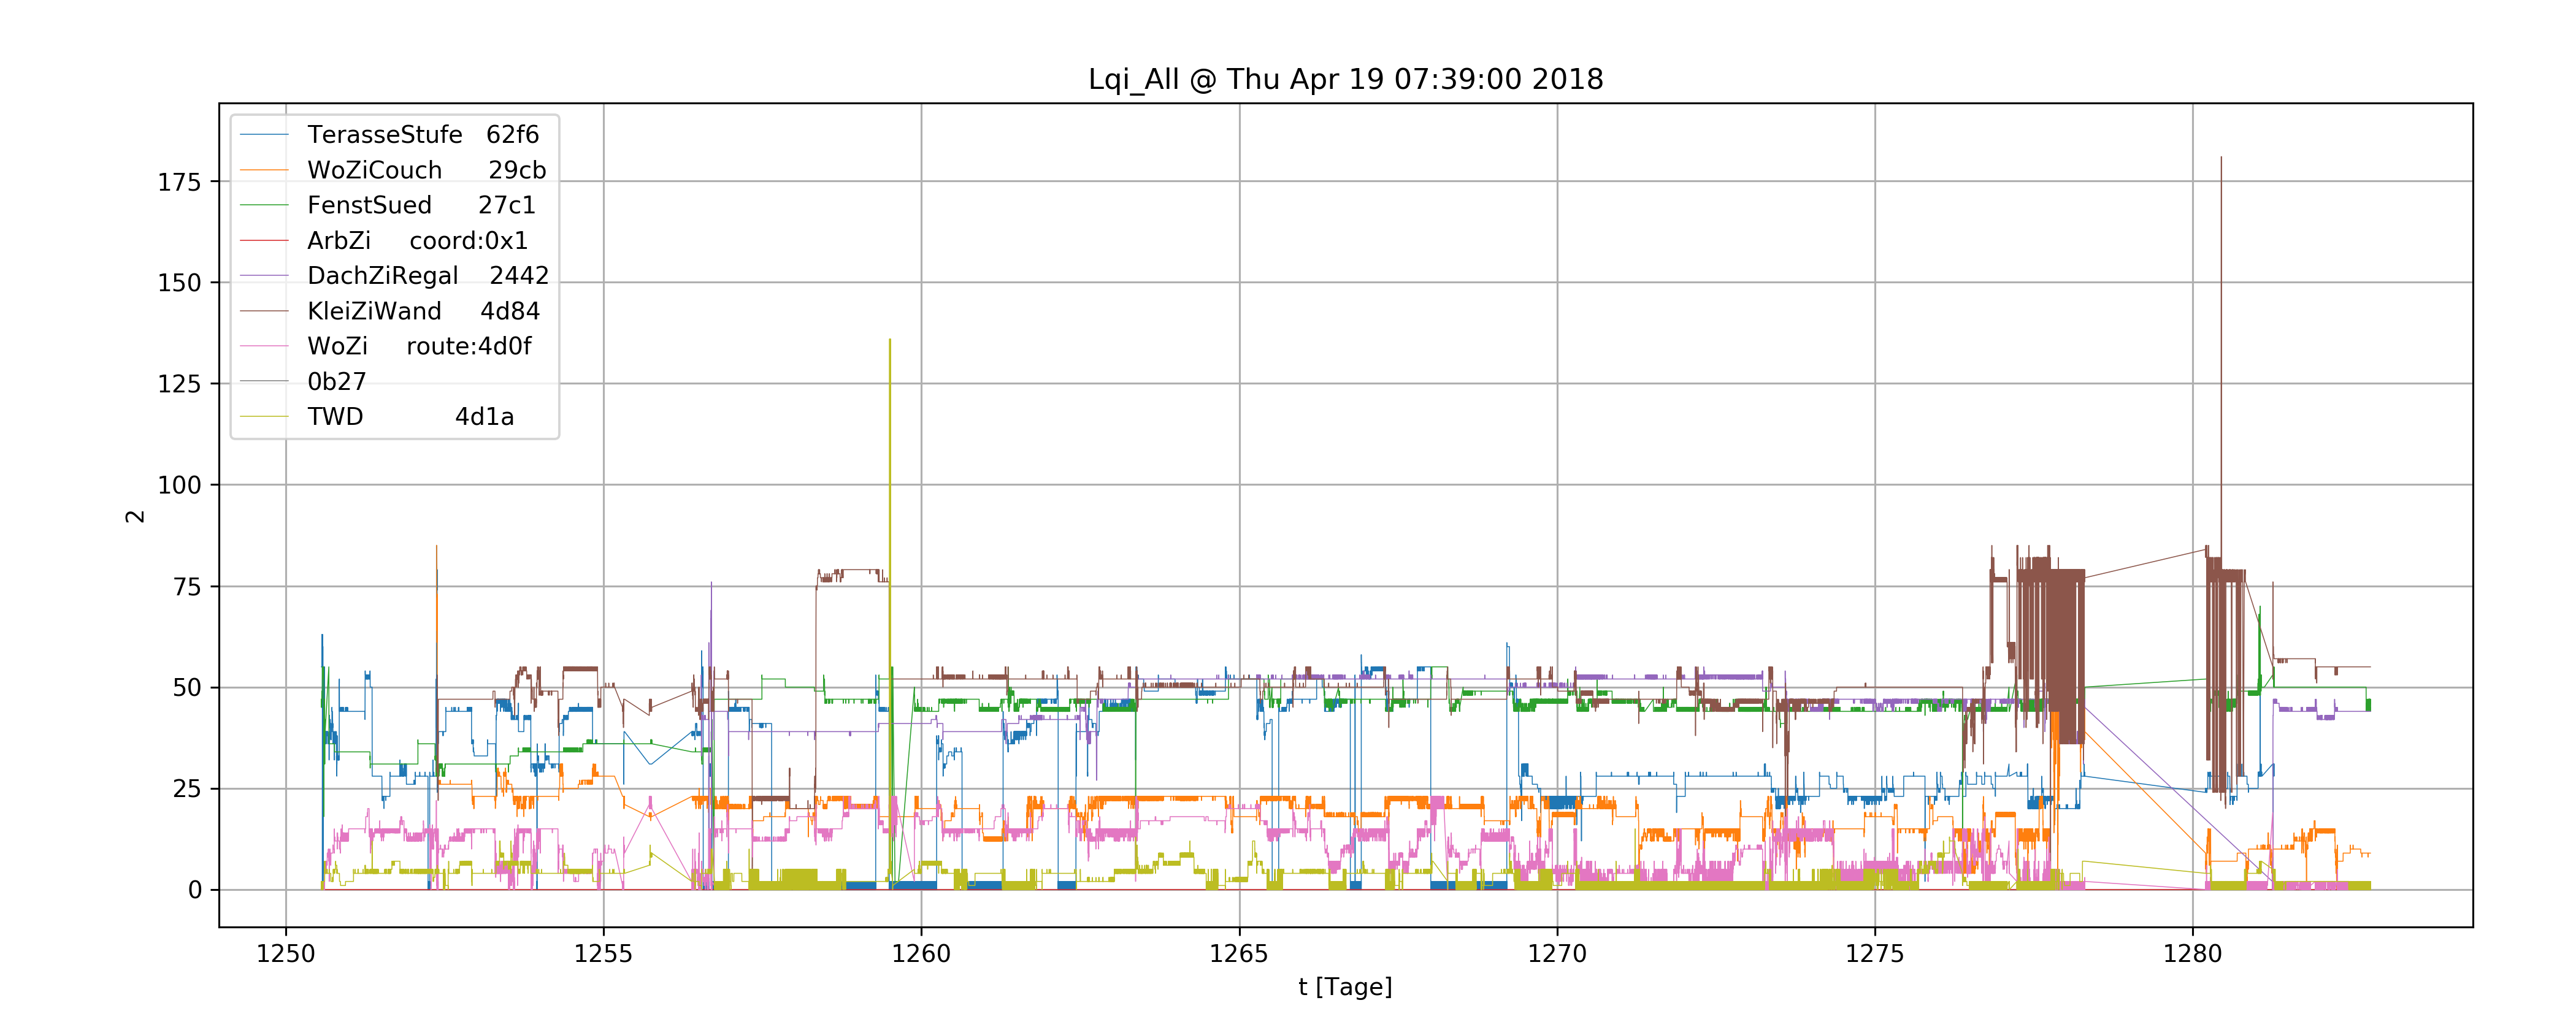 Lqi_All @ Thu Apr 19 07:39:00 2018
TerasseStufe 62f6
WoZiCouch 29cb
FenstSued 27c1
ArbZi coord:0x1
DachZiRegal 2442
KleiZiWand 4d84
WoZi route:4d0f
0b27
TWD 4d1a
175
150
125
100
75
50
25
0
2
1250 1255 1260 1265 1270 1275 1280
t [Tage]